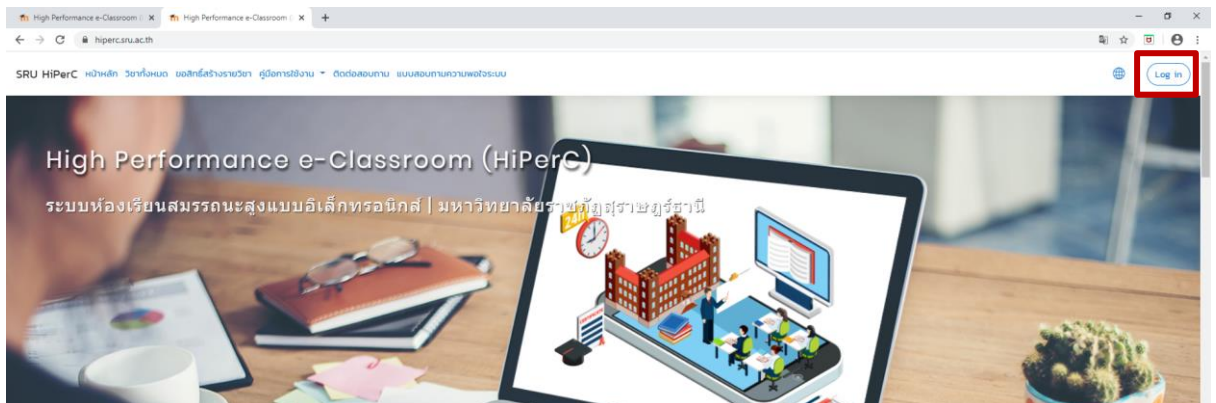 High Performance e-Classroom (
High Performance e-Classroom (
hiperc.sru.ac.th
SRU HiPerC หน้าหลัก วิชาทั้งหมด ขอสิทธิ์สร้างรายวิชา คู่มือการใช้งาน ติดต่อสอบถาม แบบสอบถามความพอใจระบบ
Log in
High Performance e-Classroom (HiPerC)
ระบบห้องเรียนสมรรถนะสูงแบบอิเล็กทรอนิกส์ | มหาวิทยาลัยราชภัฏสุราษฎร์ธานี
24H